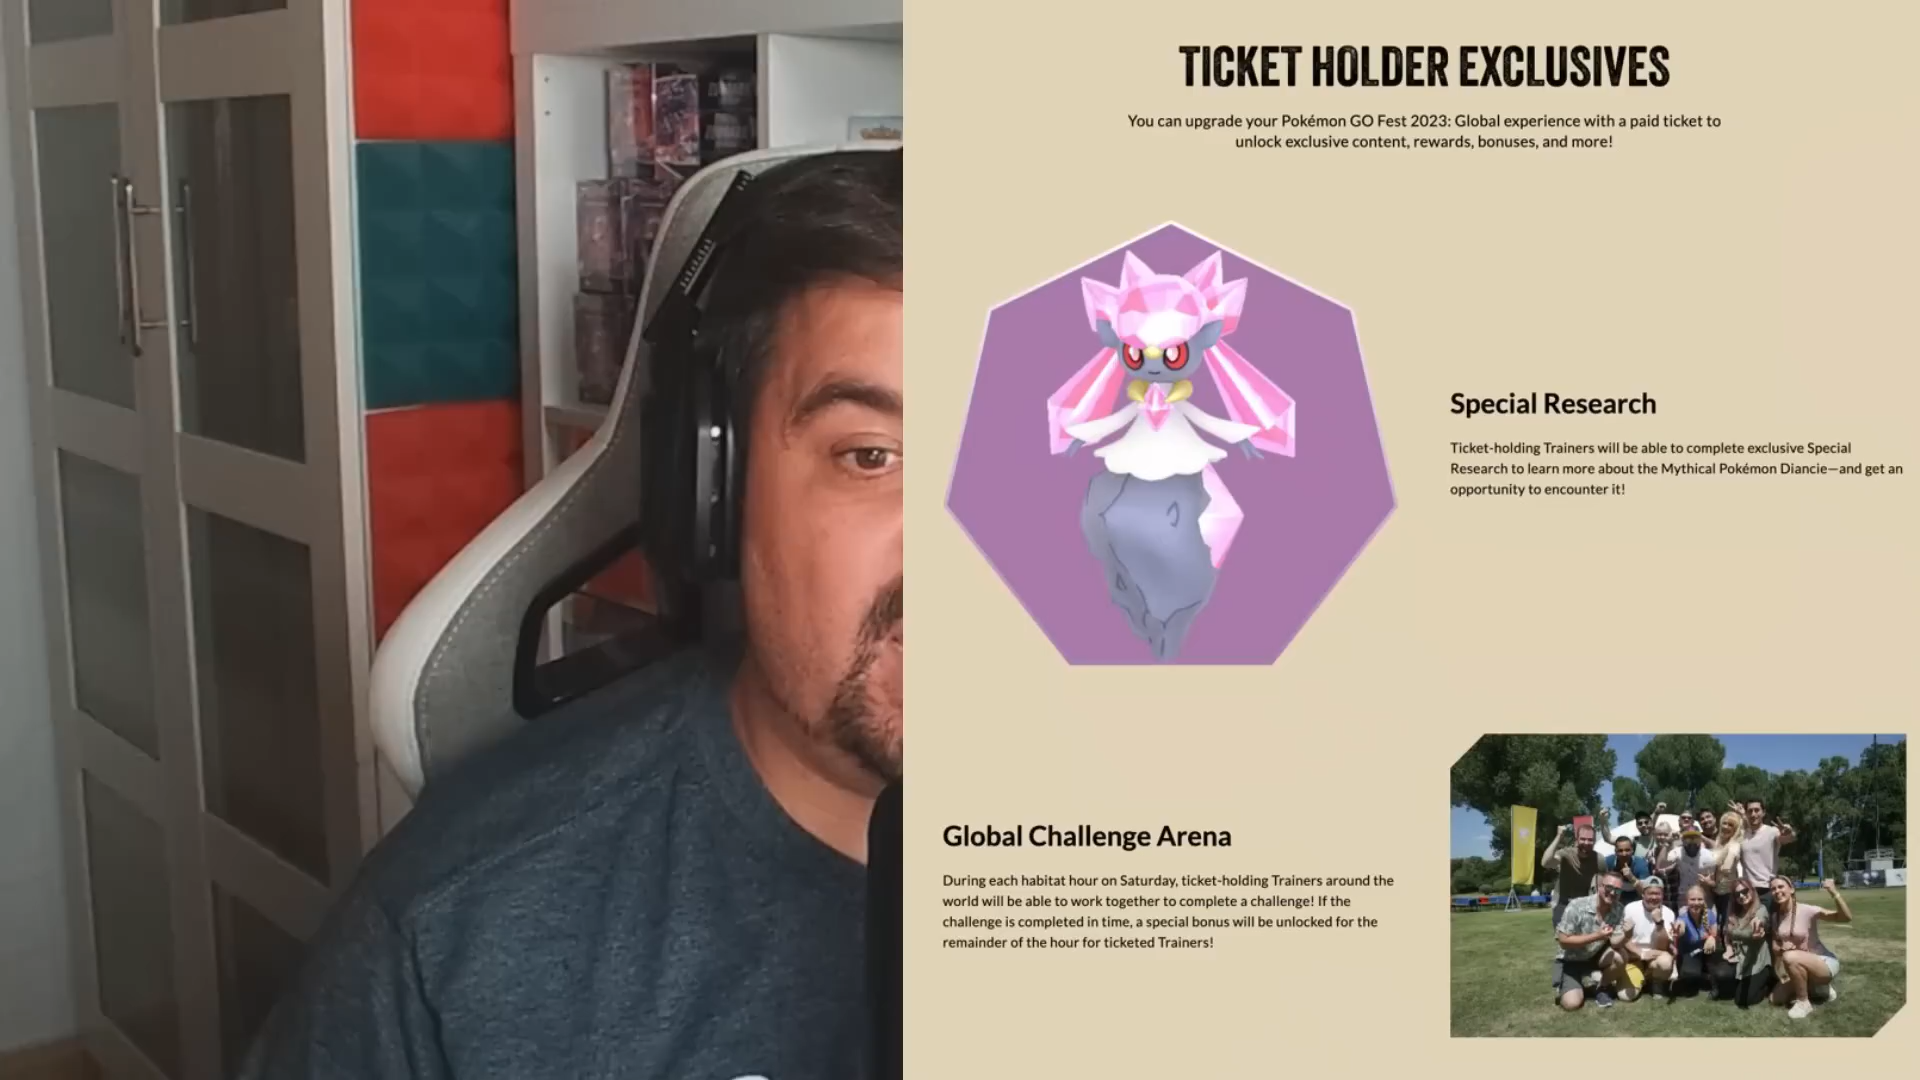 TICKET HOLDER EXCLUSIVES
You can upgrade your Pokémon GO Fest 2023: Global experience with a paid ticket to
unlock exclusive content, rewards, bonuses, and more!
Special Research
Ticket-holding Trainers will be able to complete exclusive Special
Research to learn more about the Mythical Pokémon Diancie—and get an
opportunity to encounter it!
Global Challenge Arena
During each habitat hour on Saturday, ticket-holding Trainers around the
world will be able to work together to complete a challenge! If the
challenge is completed in time, a special bonus will be unlocked for the
remainder of the hour for ticketed Trainers!